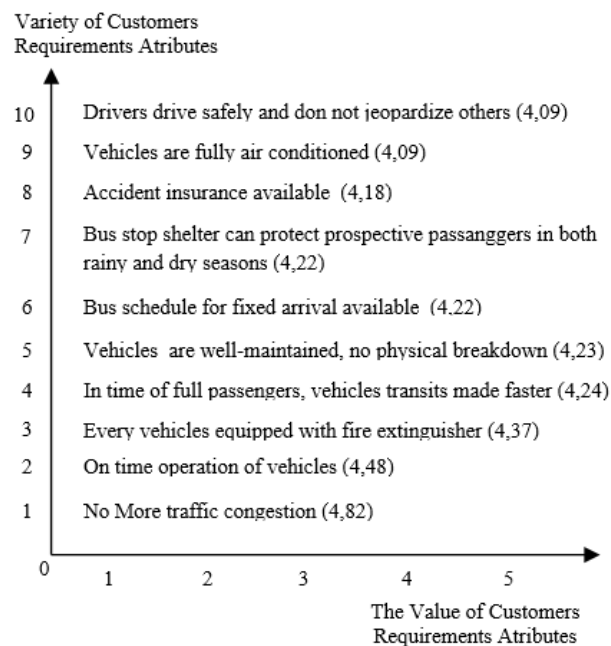 Variety of Customers
Requirements Atributes
10 Drivers drive safely and don not jeopardize others (4,09)
9 Vehicles are fully air conditioned (4,09)
8 Accident insurance available (4,18)
7 Bus stop shelter can protect prospective passanggers in both
rainy and dry seasons (4,22)
6 Bus schedule for fixed arrival available (4,22)
5 Vehicles are well-maintained, no physical breakdown (4,23)
4 In time of full passengers, vehicles transits made faster (4,24)
3 Every vehicles equipped with fire extinguisher (4,37)
2 On time operation of vehicles (4,48)
1 No More traffic congestion (4,82)
0
1 2 3 4 5
The Value of Customers
Requirements Atributes